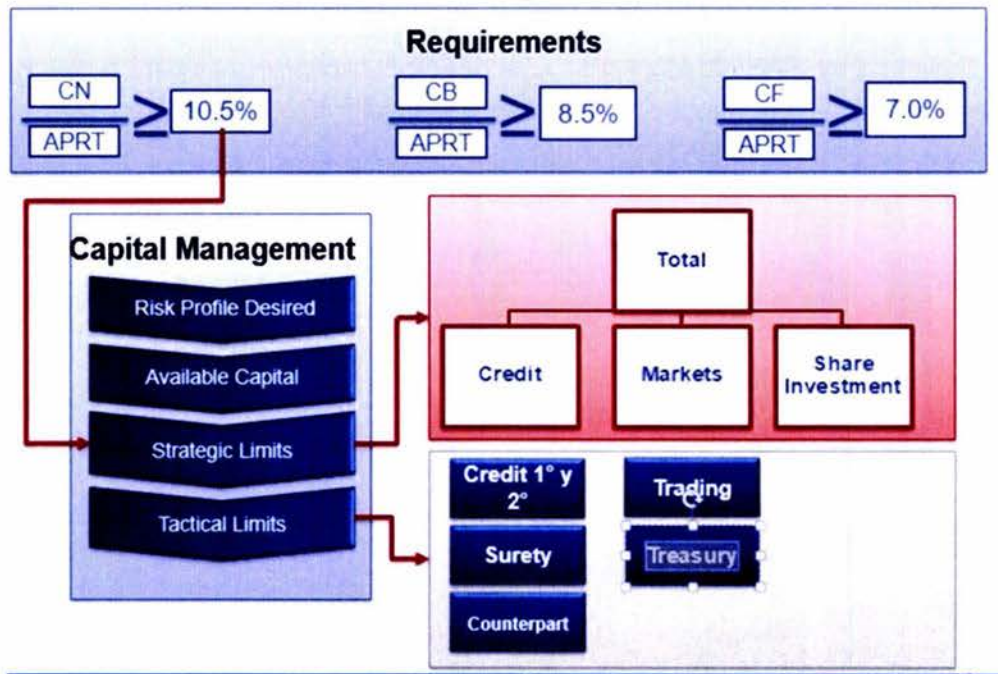 Requirements
CN
APRT
≥
10.5%
CB
APRT
≥
8.5%
CF
APRT
≥
7.0%
Capital Management
Risk Profile Desired
Available Capital
Strategic Limits
Tactical Limits
Total
Credit
Markets
Share
Investment
Credit 1° y
2°
Surety
Counterpart
Trading
Treasury